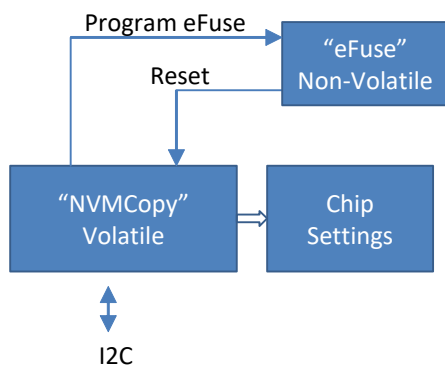 Program eFuse
“eFuse”
Non-Volatile
Reset
“NVMCopy”
Volatile
Chip
Settings
I2C